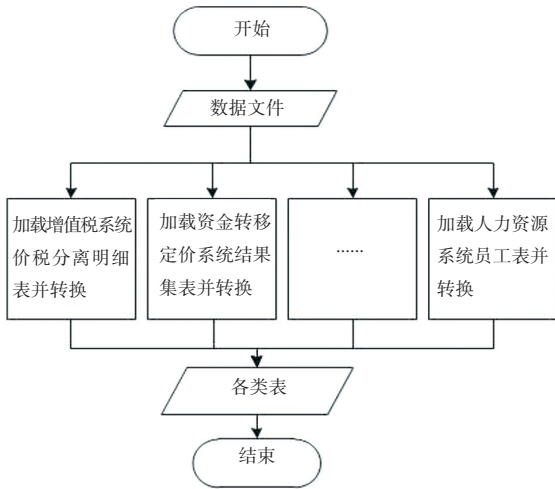 开始
数据文件
加载增值税系统
价税分离明细
表并转换
加载资金转移
定价系统结果
集表并转换
......
加载人力资源
系统员工表并
转换
各类表
结束